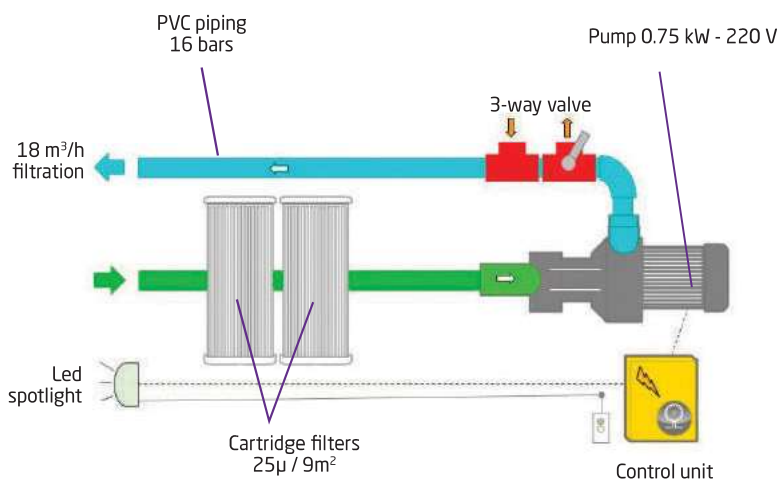 PVC piping
16 bars
Pump 0.75 kW - 220 V
3-way valve
18 m³/h
filtration
Led
spotlight
Cartridge filters
25µ / 9m²
Control unit